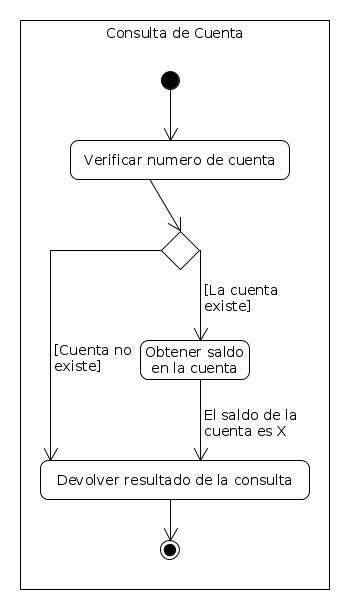 Consulta de Cuenta
Verificar numero de cuenta
[La cuenta
existe]
[Cuenta no
existe]
Obtener saldo
en la cuenta
El saldo de la
cuenta es X
Devolver resultado de la consulta